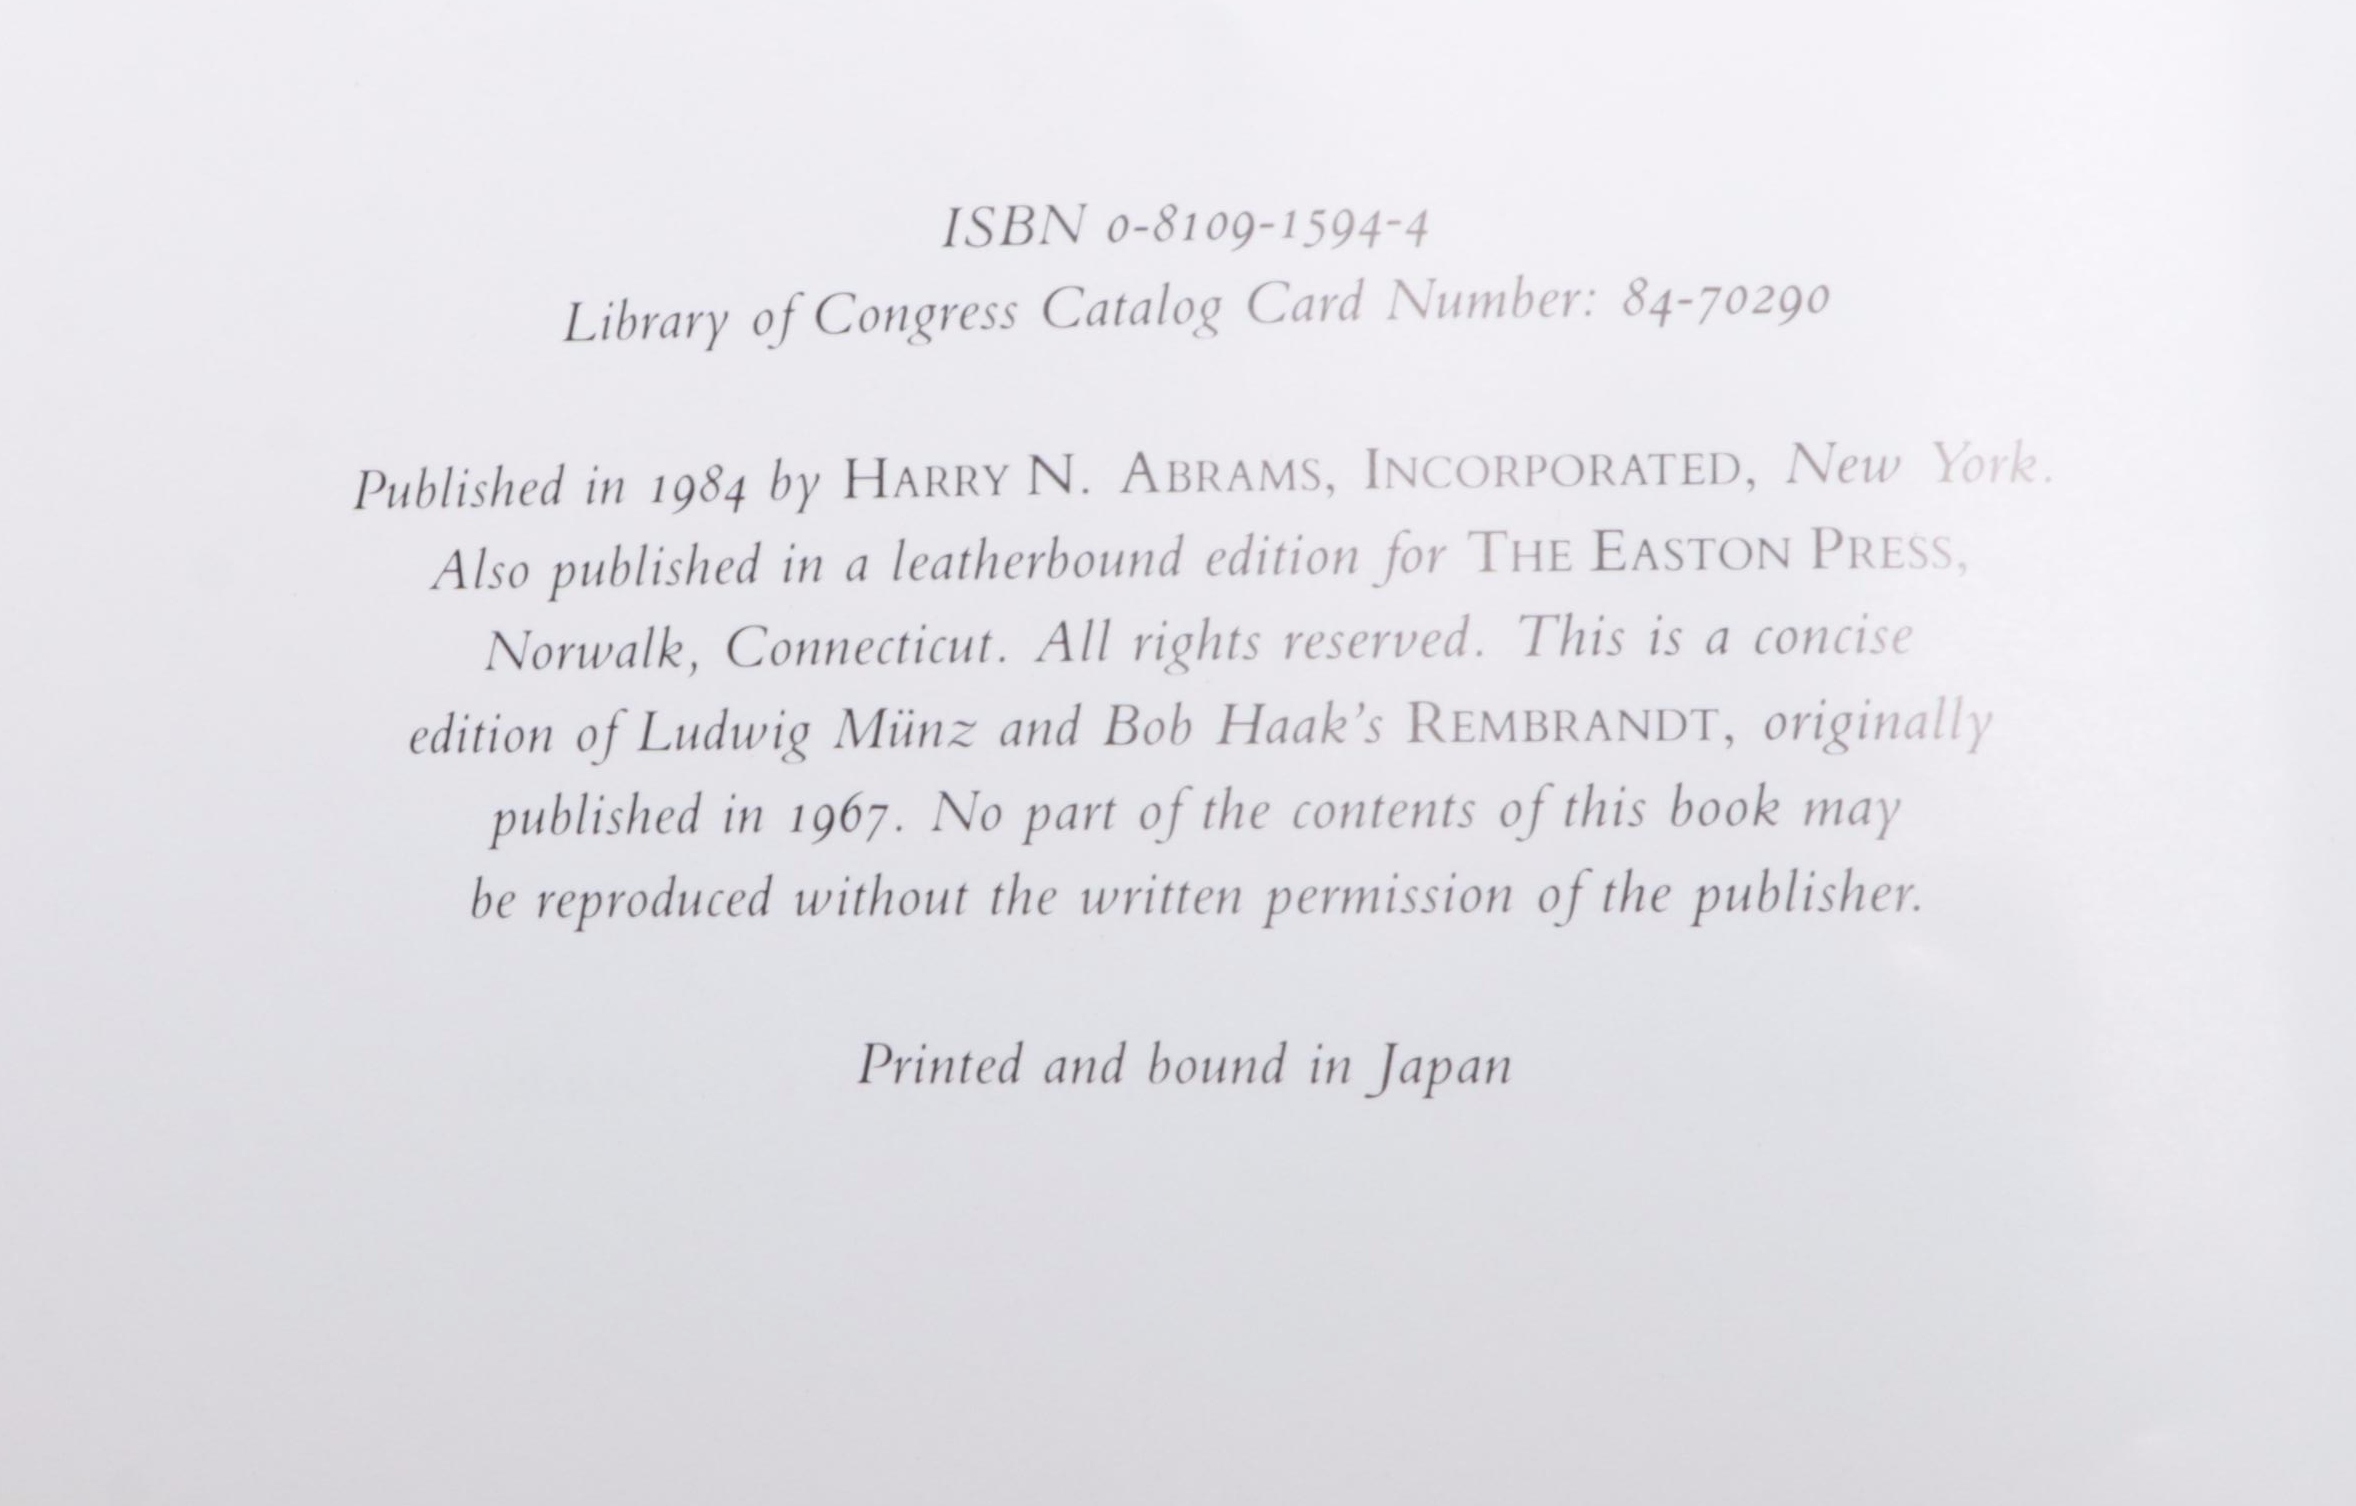 ISBN 0-8109-1594-4
Library of Congress Catalog Card Number: 84-70290
Published in 1984 by HARRY N. ABRAMS, INCORPORATED, New York.
Also published in a leatherbound edition for THE EASTON PRESS,
Norwalk, Connecticut. All rights reserved. This is a concise
edition of Ludwig Münz and Bob Haak's REMBRANDT, originally
published in 1967. No part of the contents of this book may
be reproduced without the written permission of the publisher.
Printed and bound in Japan